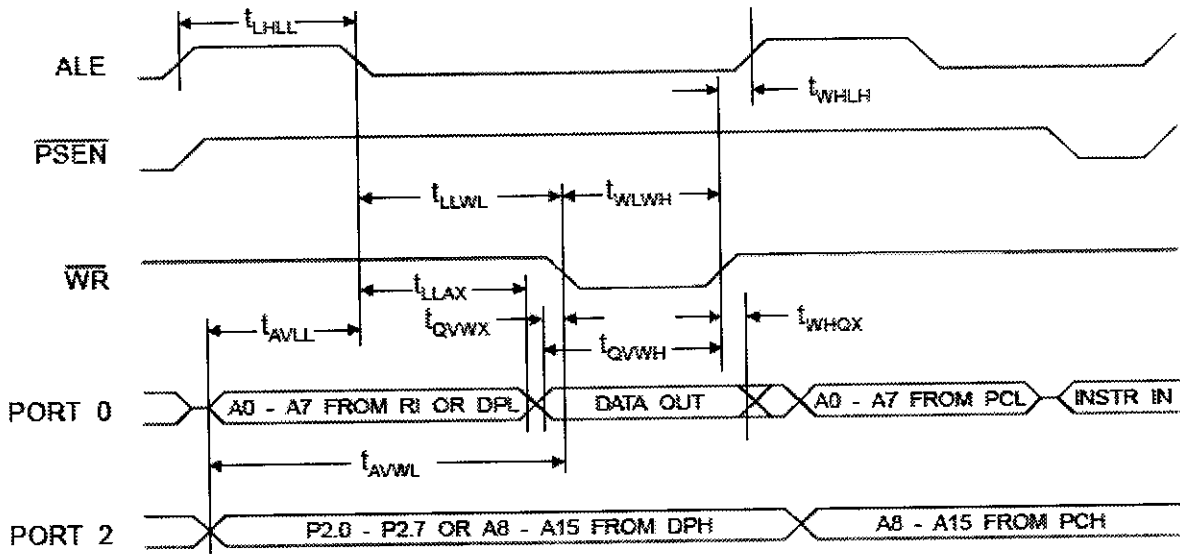 tLHLL
ALE
tWHLH
PSEN
tLLWL
tWLWH
WR
tLLAX
tQVWX
tWHQX
tAVLL
tQVWH
PORT 0
A0 - A7 FROM RI OR DPL
DATA OUT
A0 - A7 FROM PCL
INSTR IN
tAVWL
PORT 2
P2.0 - P2.7 OR A8 - A15 FROM DPH
A8 - A15 FROM PCH